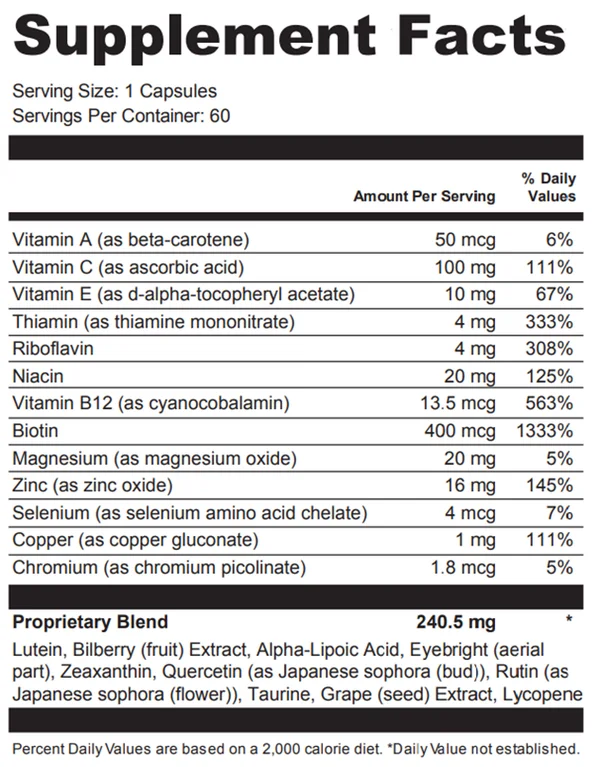 Supplement Facts
Serving Size: 1 Capsules
Servings Per Container: 60
Amount Per Serving % Daily Values
Vitamin A (as beta-carotene) 50 mcg 6%
Vitamin C (as ascorbic acid) 100 mg 111%
Vitamin E (as d-alpha-tocopheryl acetate) 10 mg 67%
Thiamin (as thiamine mononitrate) 4 mg 333%
Riboflavin 4 mg 308%
Niacin 20 mg 125%
Vitamin B12 (as cyanocobalamin) 13.5 mcg 563%
Biotin 400 mcg 1333%
Magnesium (as magnesium oxide) 20 mg 5%
Zinc (as zinc oxide) 16 mg 145%
Selenium (as selenium amino acid chelate) 4 mcg 7%
Copper (as copper gluconate) 1 mg 111%
Chromium (as chromium picolinate) 1.8 mcg 5%
Proprietary Blend 240.5 mg *
Lutein, Bilberry (fruit) Extract, Alpha-Lipoic Acid, Eyebright (aerial
part), Zeaxanthin, Quercetin (as Japanese sophora (bud)), Rutin (as
Japanese sophora (flower)), Taurine, Grape (seed) Extract, Lycopene
Percent Daily Values are based on a 2,000 calorie diet. *Daily Value not established.